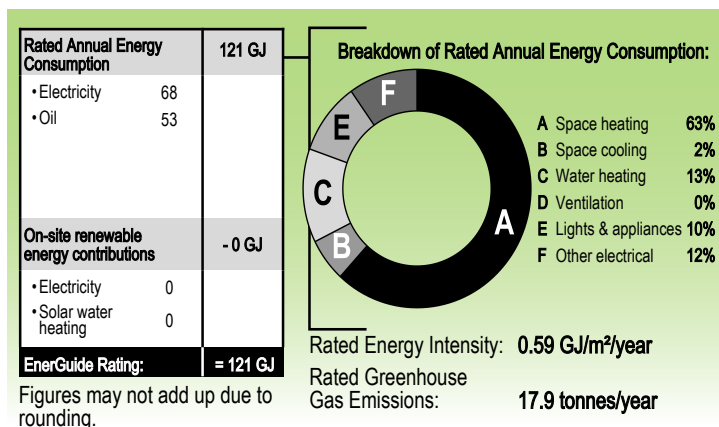 Rated Annual Energy Consumption 121 GJ
• Electricity 68
• Oil 53
On-site renewable energy contributions - 0 GJ
• Electricity 0
• Solar water heating 0
EnerGuide Rating: = 121 GJ
Figures may not add up due to
rounding.
Breakdown of Rated Annual Energy Consumption:
F
E
C
B
A
A Space heating 63%
B Space cooling 2%
C Water heating 13%
D Ventilation 0%
E Lights & appliances 10%
F Other electrical 12%
Rated Energy Intensity: 0.59 GJ/m²/year
Rated Greenhouse
Gas Emissions: 17.9 tonnes/year